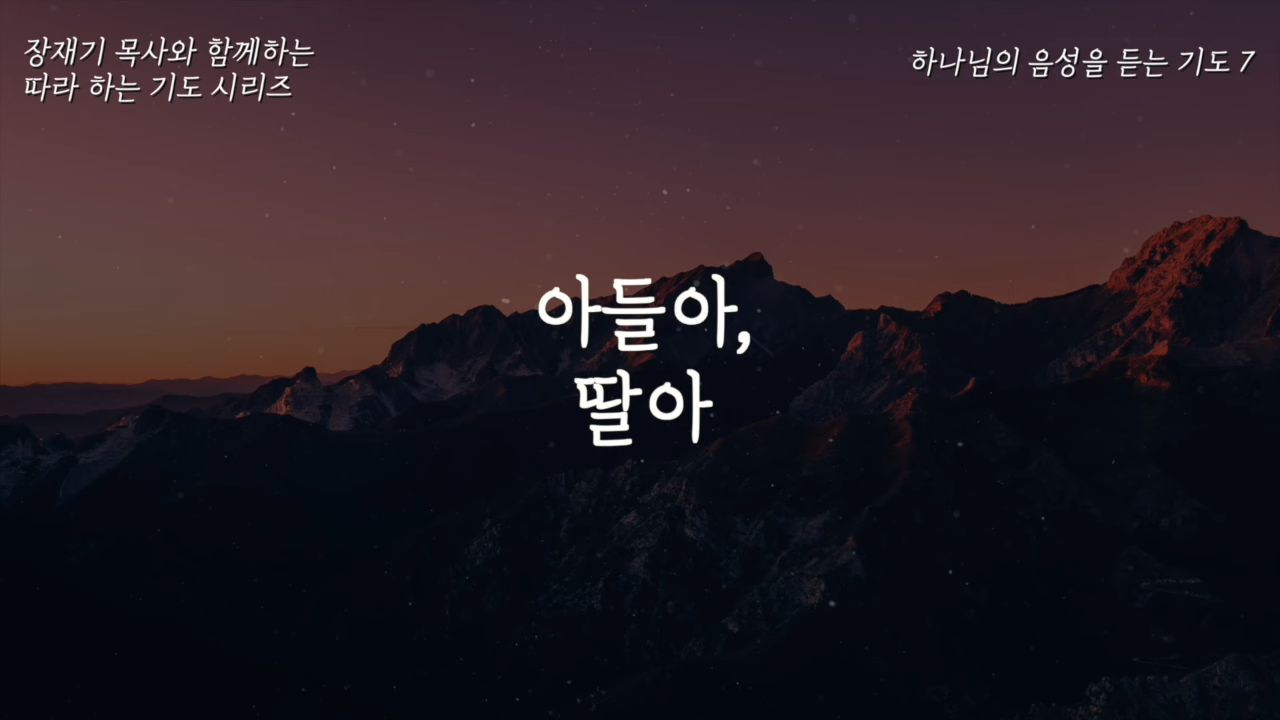 장재기 목사와 함께하는
따라 하는 기도 시리즈
하나님의 음성을 듣는 기도 7
아들아,
딸아